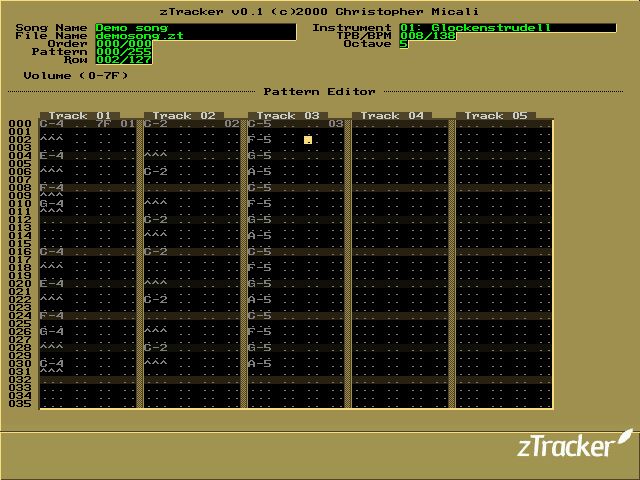 zTracker v0.1 (c)2000 Christopher Micali
Song Name Demo song Instrument 01: Glockenstrudell
File Name demosong.zt TPB/BPM 008/138
Order 000/000 Octave 5
Pattern 000/255
Row 002/127
Volume (0-7F)
Pattern Editor
Track 01 Track 02 Track 03 Track 04 Track 05
000 C-4 7F 01 C-2 02 C-5 03
001
002 ^^^ F-5
003
004 E-4 ^^^ G-5
005
006 ^^^ C-2 A-5
007
008 F-4 C-5
009 ^^^
010 G-4 ^^^ F-5
011 ^^^
012 C-2 G-5
013
014 ^^^ A-5
015
016 C-4 C-2 C-5
017
018 ^^^ F-5
019
020 E-4 ^^^ G-5
021
022 ^^^ C-2 A-5
023
024 F-4 C-5
025
026 G-4 ^^^ F-5
027
028 ^^^ C-2 G-5
029
030 C-4 ^^^ A-5
031 ^^^
032
033
034
035
zTracker